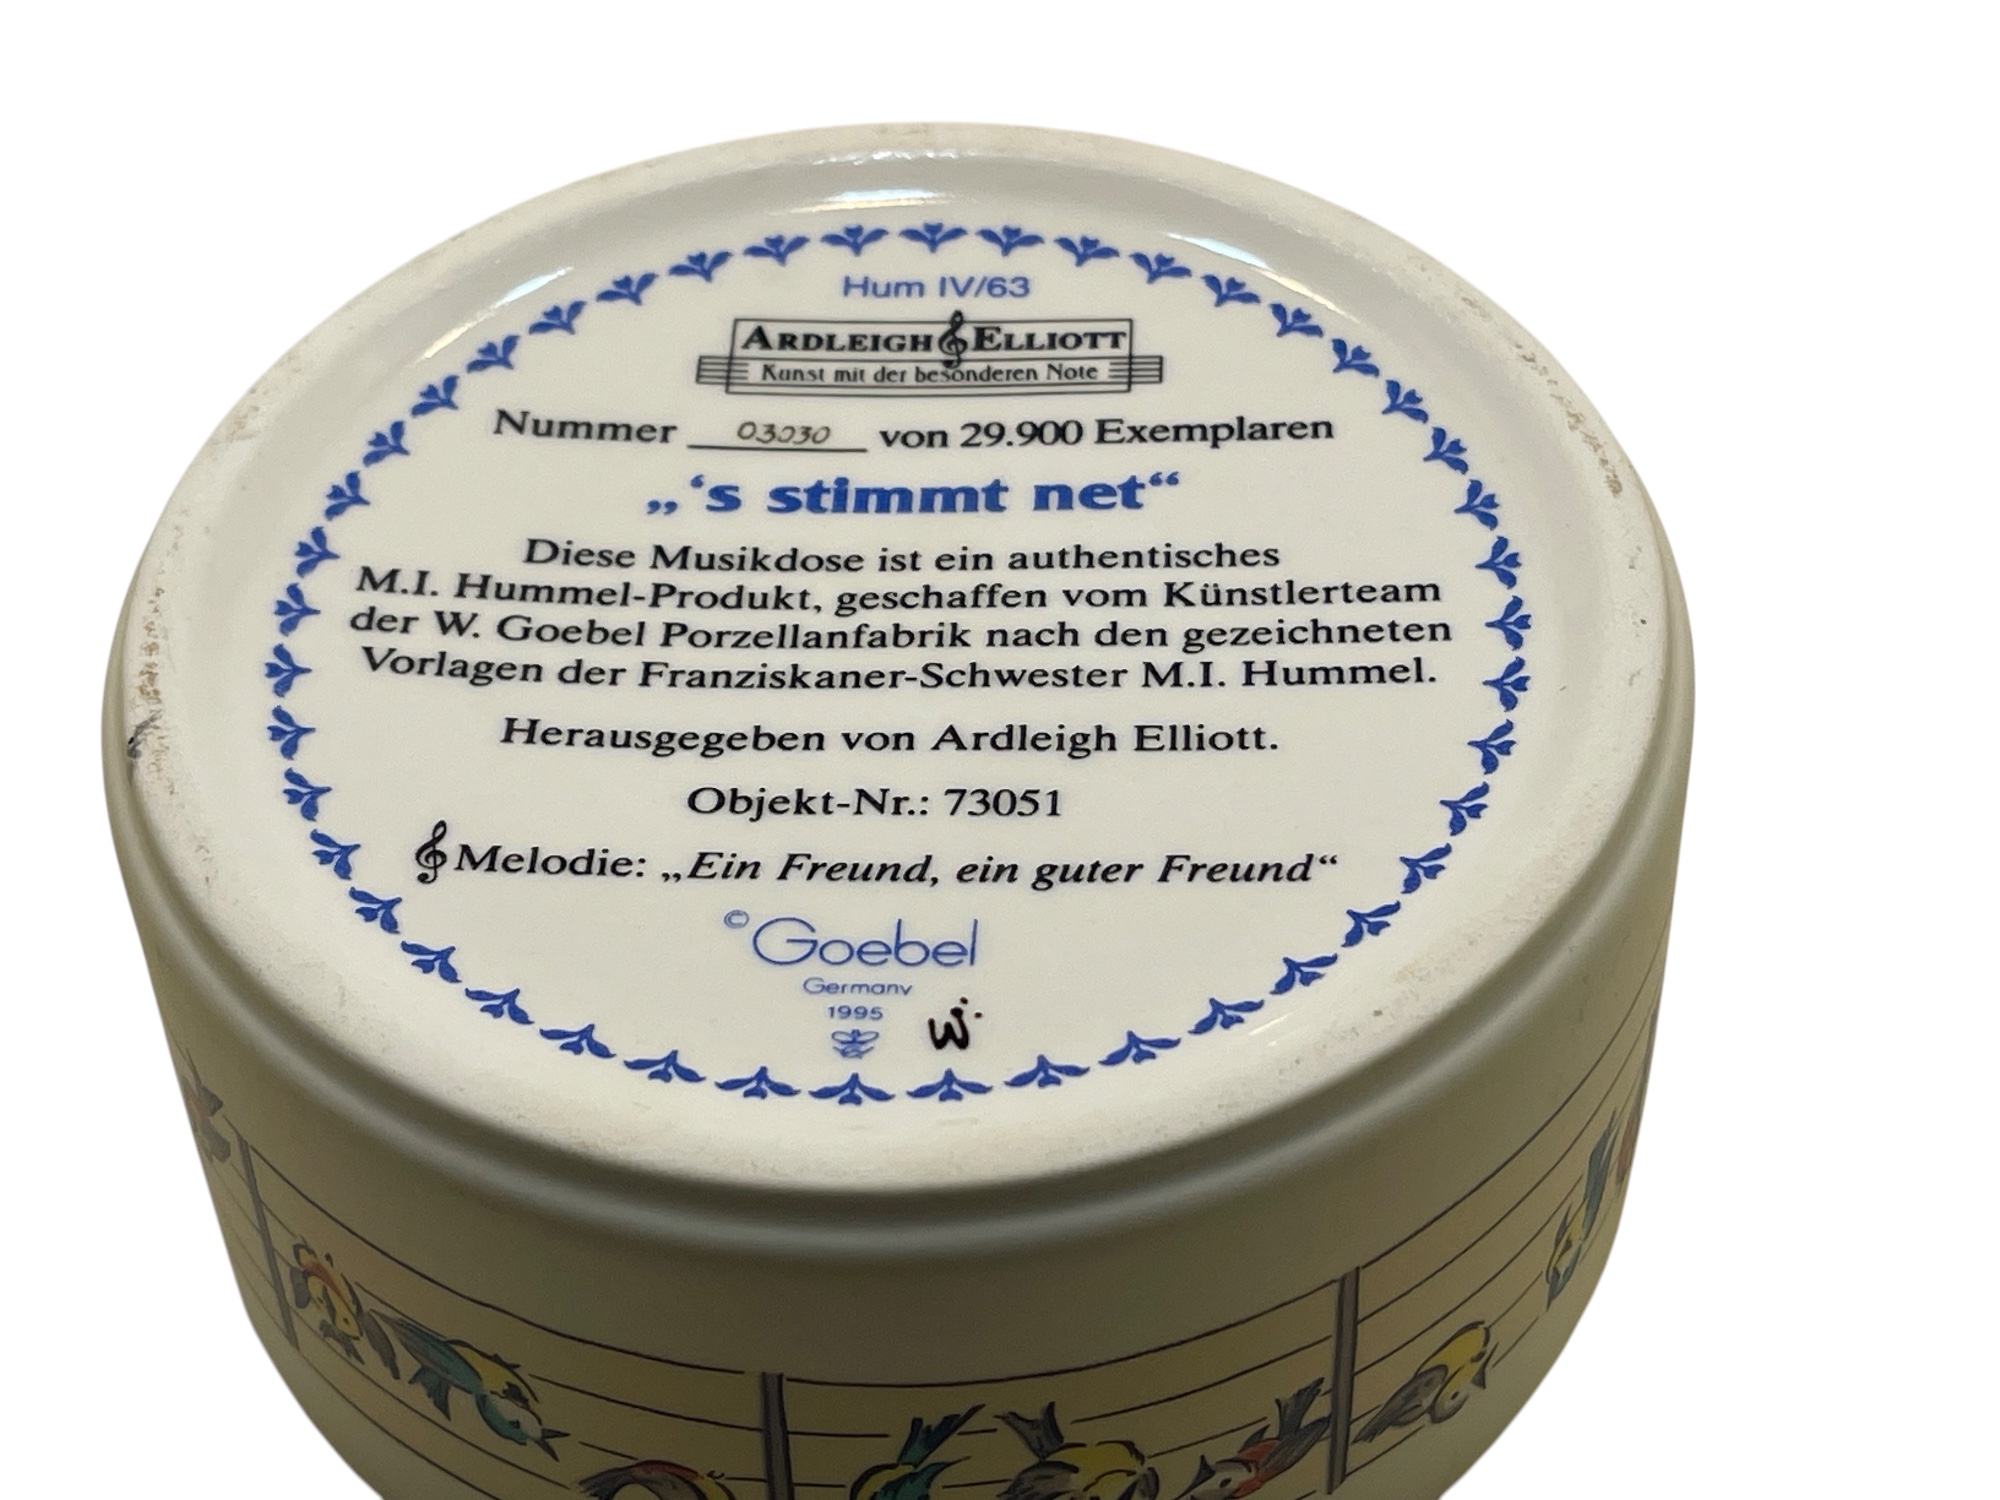 Hum IV/63
ARDLEIGH ELLIOTT
Kunst mit der besonderen Note
Nummer 03030 von 29.900 Exemplaren
„‘s stimmt net“
Diese Musikdose ist ein authentisches
M.I. Hummel-Produkt, geschaffen vom Künstlerteam
der W. Goebel Porzellanfabrik nach den gezeichneten
Vorlagen der Franziskaner-Schwester M.I. Hummel.
Herausgegeben von Ardleigh Elliott.
Objekt-Nr.: 73051
Melodie: „Ein Freund, ein guter Freund“
©Goebel
Germany
1995
W